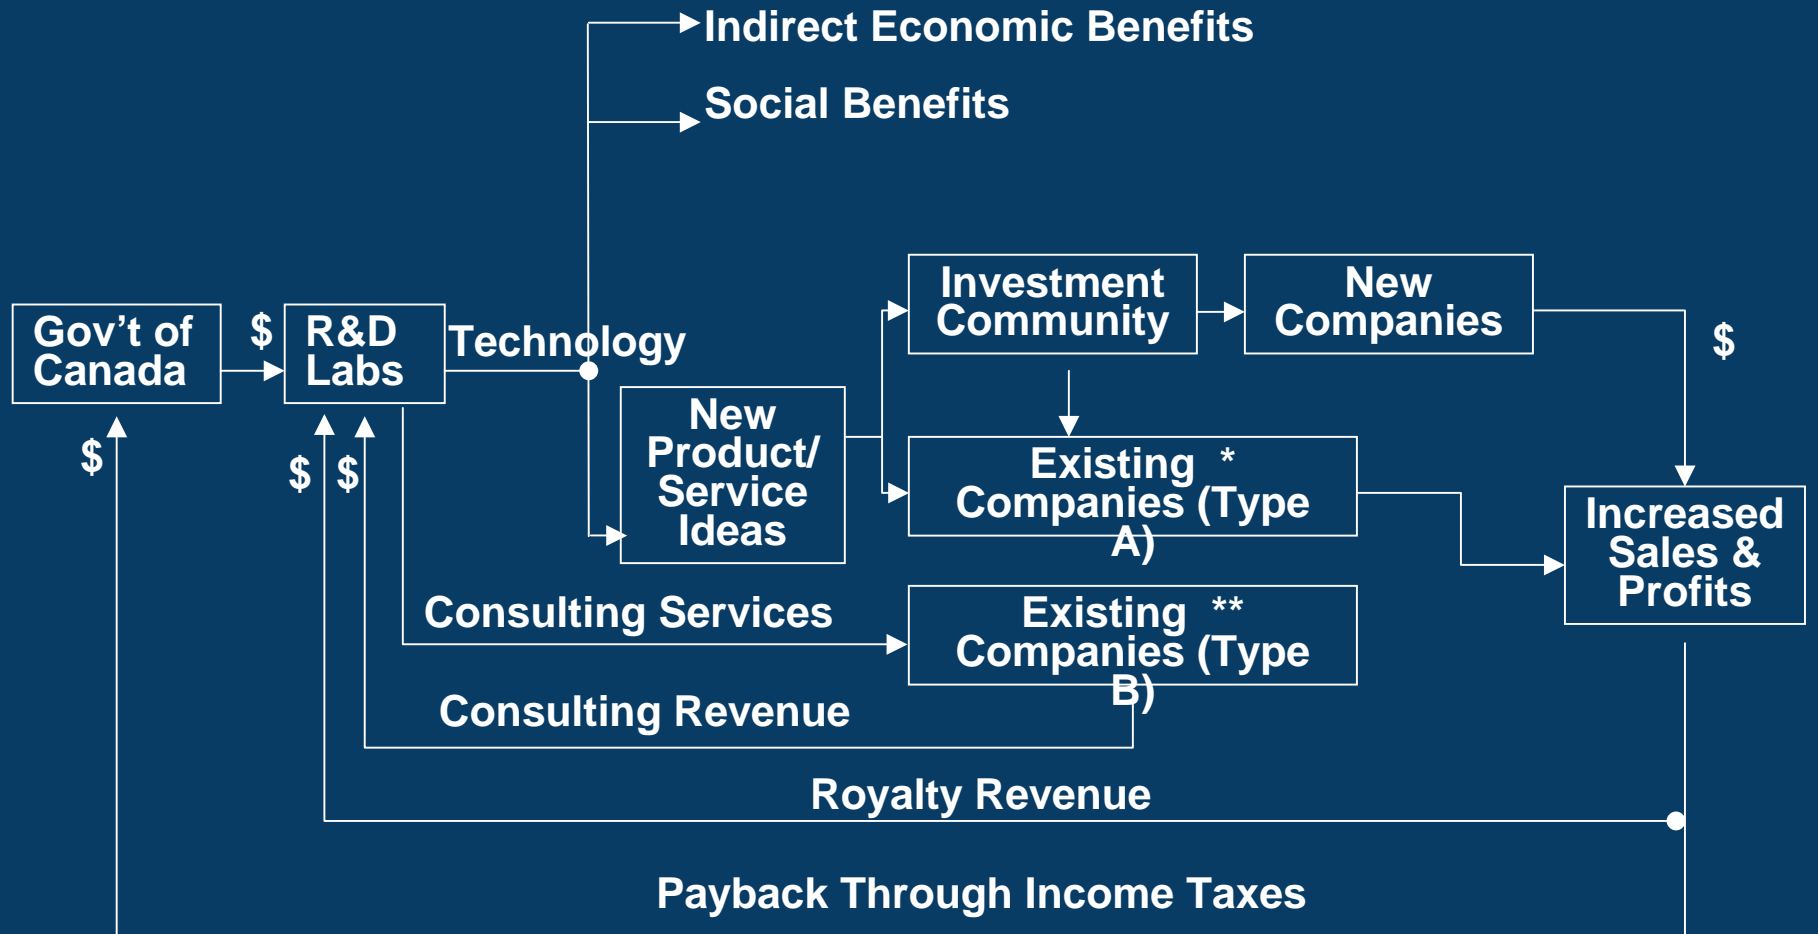 Indirect Economic Benefits
Social Benefits
Gov’t of
Canada
$
R&D
Labs
Technology
Investment
Community
New
Companies
$
New
Product/
Service
Ideas
Existing *
Companies (Type
A)
Increased
Sales &
Profits
$
$ $
Consulting Services
Existing **
Companies (Type
B)
Consulting Revenue
Royalty Revenue
Payback Through Income Taxes